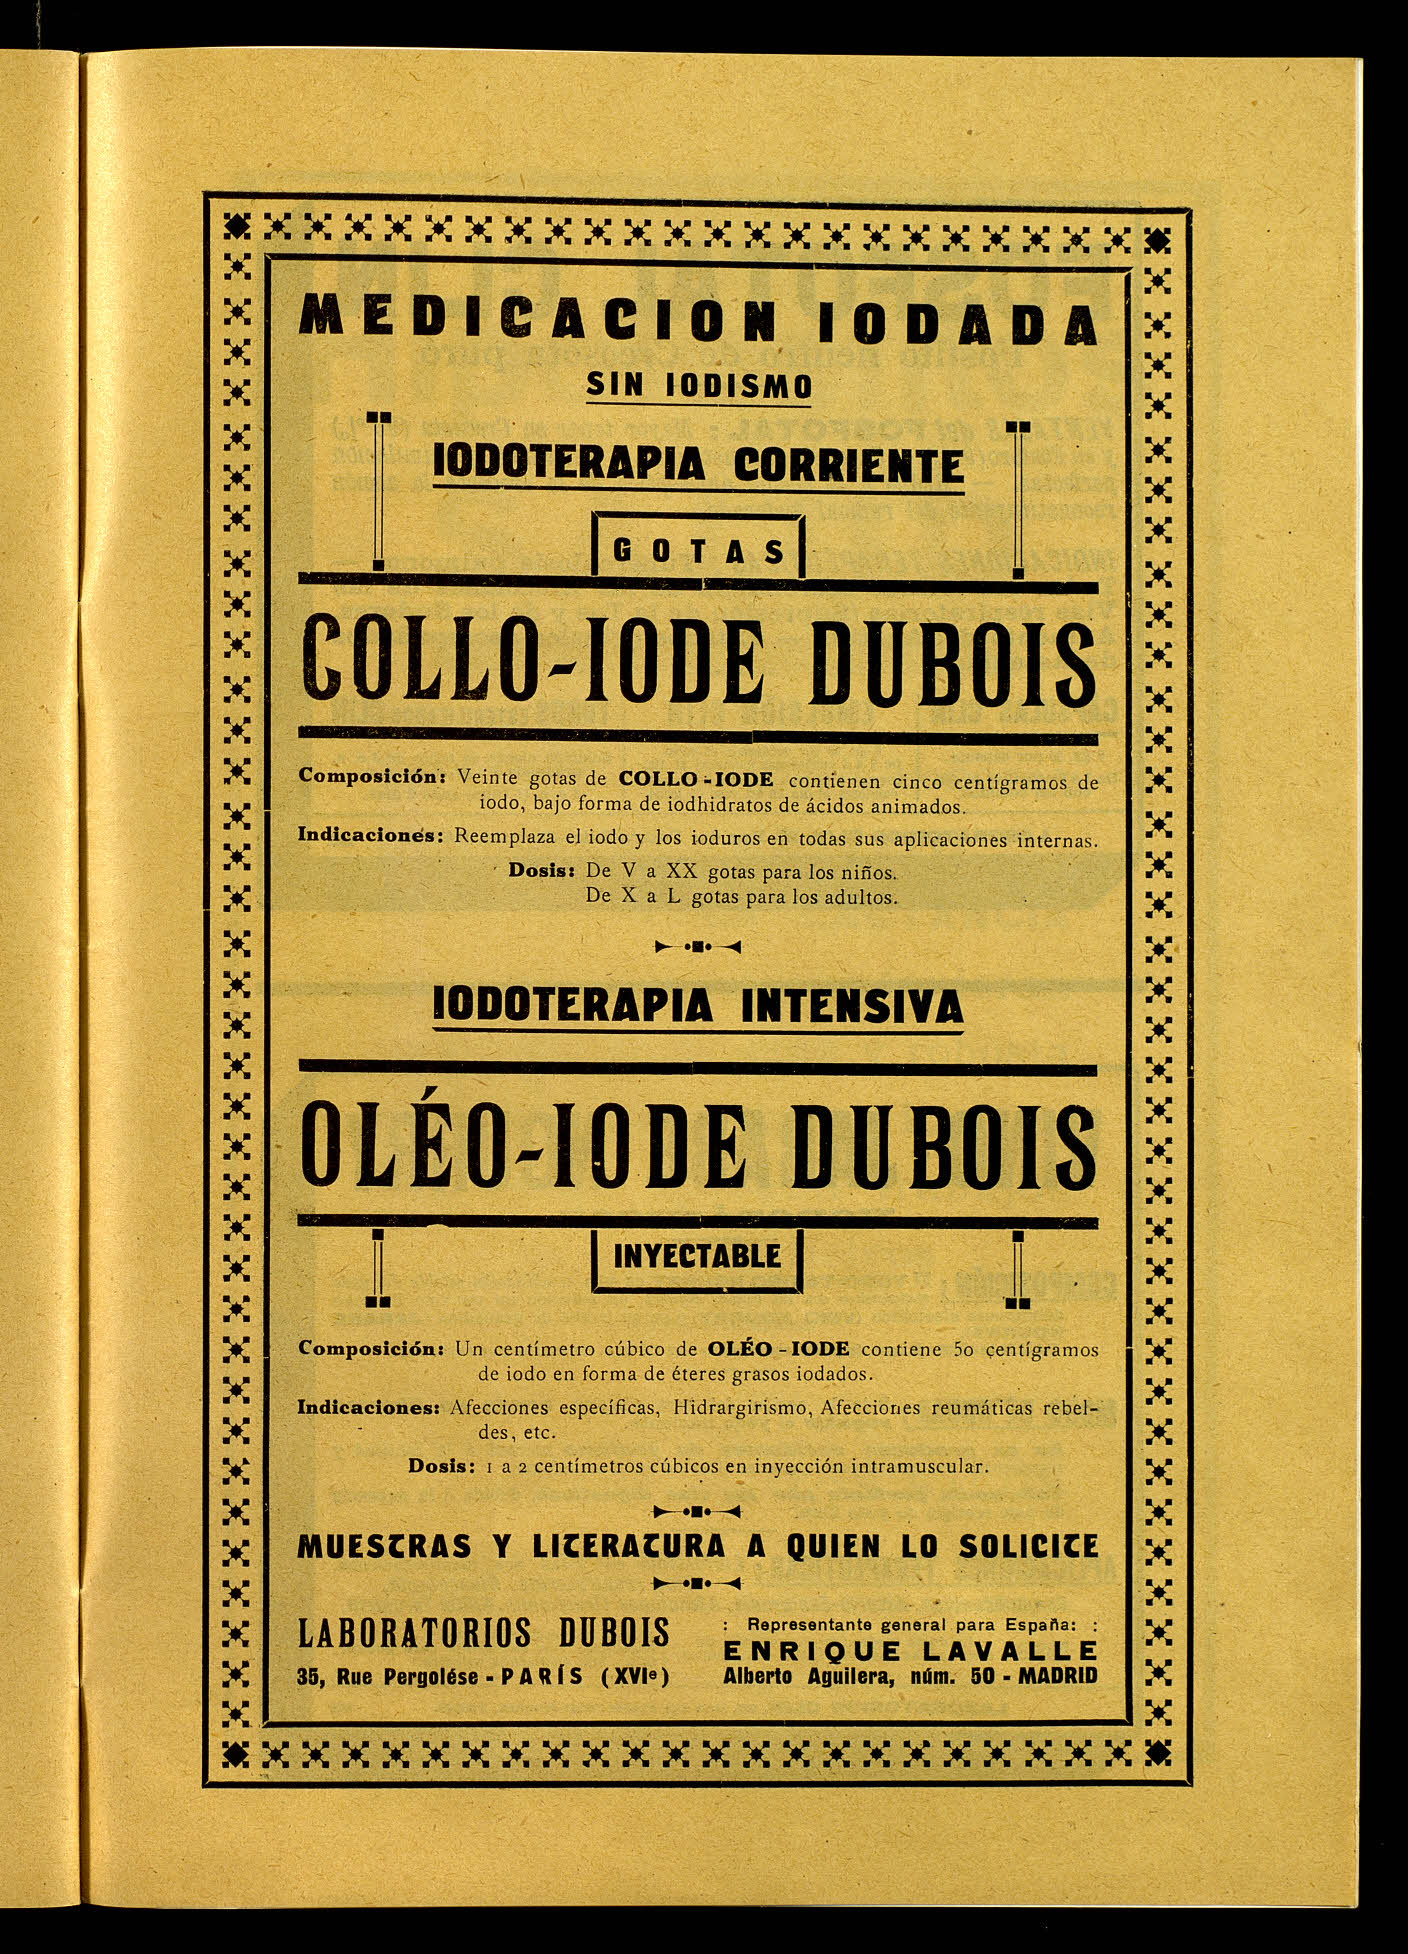 MEDICACION IODADA
SIN IODISMO
IODOTERAPIA CORRIENTE
GOTAS
COLLO-IODE DUBOIS
Composición: Veinte gotas de COLLO-IODE contienen cinco centígramos de
iodo, bajo forma de iodhidratos de ácidos animados.
Indicaciones: Reemplaza el iodo y los ioduros en todas sus aplicaciones internas.
Dosis: De V a XX gotas para los niños.
De X a L gotas para los adultos.
IODOTERAPIA INTENSIVA
OLÉO-IODE DUBOIS
INYECTABLE
Composición: Un centímetro cúbico de OLÉO-IODE contiene 50 centígramos
de iodo en forma de éteres grasos iodados.
Indicaciones: Afecciones específicas, Hidrargirismo, Afecciones reumáticas rebel-
des, etc.
Dosis: 1 a 2 centímetros cúbicos en inyección intramuscular.
MUESTRAS Y LITERATURA A QUIEN LO SOLICITE
LABORATORIOS DUBOIS
35, Rue Pergolése - PARÍS (XVIe)
: Representante general para España: :
ENRIQUE LAVALLE
Alberto Aguilera, núm. 50 - MADRID